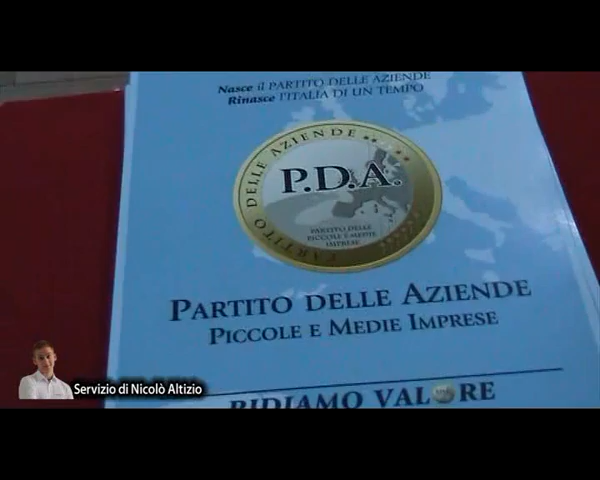 Nasce il PARTITO DELLE AZIENDE
Rinasce l'ITALIA DI UN TEMPO
PARTITO DELLE AZIENDE
P.D.A.
PARTITO DELLE
PICCOLE E MEDIE
IMPRESE
PARTITO DELLE AZIENDE
PICCOLE E MEDIE IMPRESE
RIDIAMO VALORE
Servizio di Nicolò Altizio